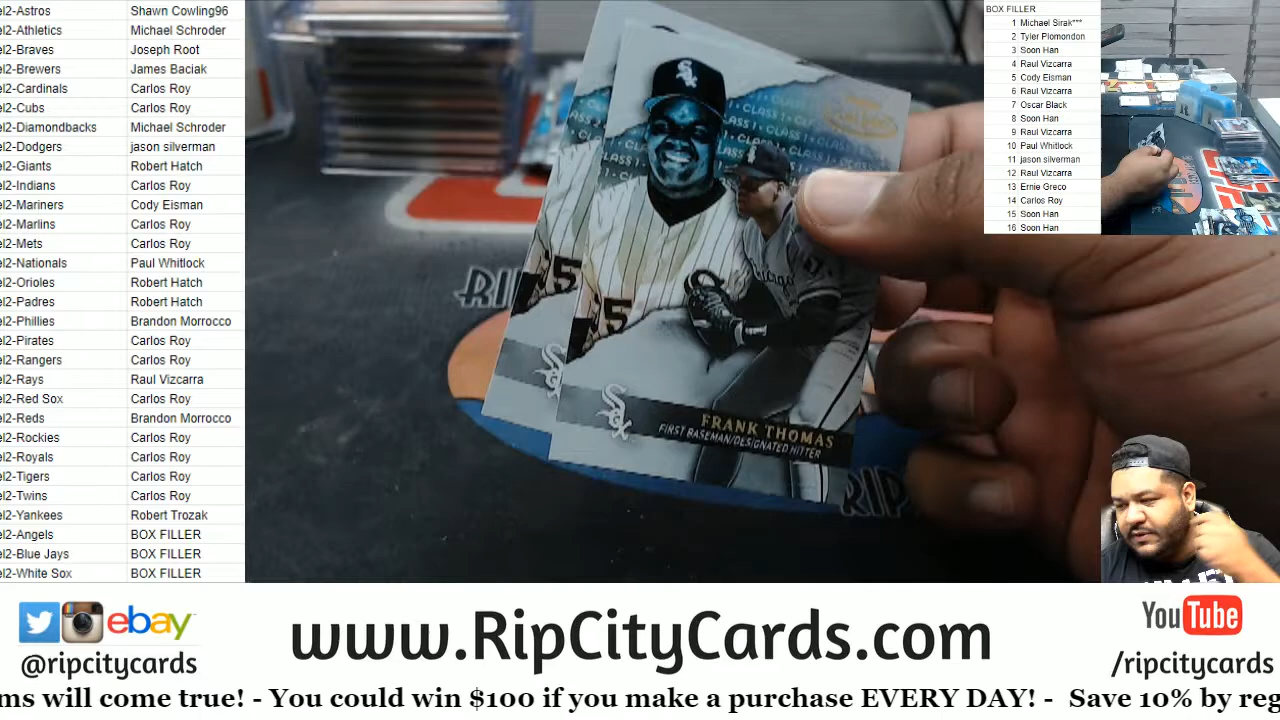 el2-Astros Shawn Cowling96
el2-Athletics Michael Schroder
el2-Braves Joseph Root
el2-Brewers James Baciak
el2-Cardinals Carlos Roy
el2-Cubs Carlos Roy
el2-Diamondbacks Michael Schroder
el2-Dodgers jason silverman
el2-Giants Robert Hatch
el2-Indians Carlos Roy
el2-Mariners Cody Eisman
el2-Marlins Carlos Roy
el2-Mets Carlos Roy
el2-Nationals Paul Whitlock
el2-Orioles Robert Hatch
el2-Padres Robert Hatch
el2-Phillies Brandon Morrocco
el2-Pirates Carlos Roy
el2-Rangers Carlos Roy
el2-Rays Raul Vizcarra
el2-Red Sox Carlos Roy
el2-Reds Brandon Morrocco
el2-Rockies Carlos Roy
el2-Royals Carlos Roy
el2-Tigers Carlos Roy
el2-Twins Carlos Roy
el2-Yankees Robert Trozak
el2-Angels BOX FILLER
el2-Blue Jays BOX FILLER
el2-White Sox BOX FILLER
CLASS 1 • CLASS 1 • CLASS 1
Sox
Chicago
35
Sox
FRANK THOMAS
FIRST BASEMAN/DESIGNATED HITTER
RI
RIP
BOX FILLER
1 Michael Sirak***
2 Tyler Plomondon
3 Soon Han
4 Raul Vizcarra
5 Cody Eisman
6 Raul Vizcarra
7 Oscar Black
8 Soon Han
9 Raul Vizcarra
10 Paul Whitlock
11 jason silverman
12 Raul Vizcarra
13 Ernie Greco
14 Carlos Roy
15 Soon Han
16 Soon Han
ebay
@ripcitycards
www.RipCityCards.com
YouTube
/ripcitycards
ms will come true! - You could win $100 if you make a purchase EVERY DAY! - Save 10% by reg